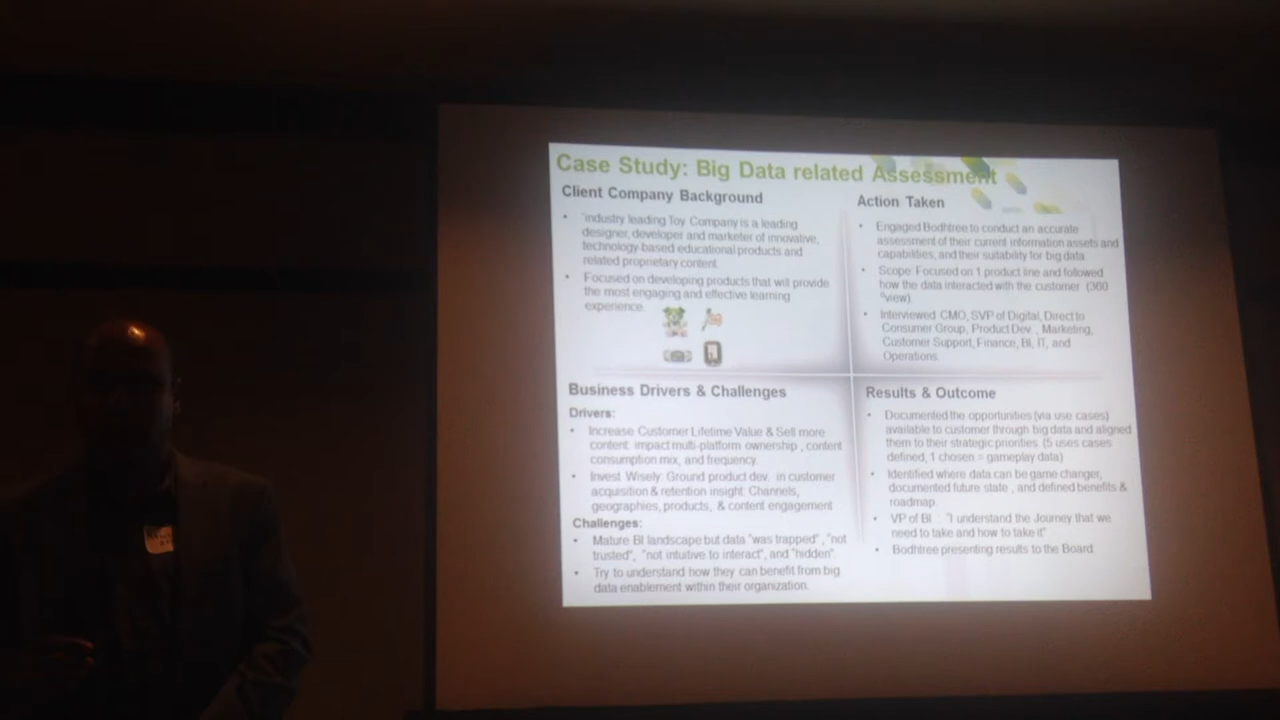 Case Study: Big Data related Assessment
Client Company Background
• "Industry leading Toy Company is a leading
designer, developer and marketer of innovative,
technology-based educational products and
related proprietary content.
• Focused on developing products that will provide
the most engaging and effective learning
experience.
Action Taken
• Engaged Bodhtree to conduct an accurate
assessment of their current information assets and
capabilities, and their suitability for big data
• Scope: Focused on 1 product line and followed
how the data interacted with the customer (360
°view).
• Interviewed CMO, SVP of Digital, Direct to
Consumer Group, Product Dev., Marketing,
Customer Support, Finance, BI, IT, and
Operations.
Business Drivers & Challenges
Drivers:
• Increase Customer Lifetime Value & Sell more
content: impact multi-platform ownership , content
consumption mix, and frequency.
• Invest Wisely: Ground product dev. in customer
acquisition & retention insight: Channels,
geographies, products, & content engagement
Challenges:
• Mature BI landscape but data "was trapped", "not
trusted", "not intuitive to interact", and "hidden".
• Try to understand how they can benefit from big
data enablement within their organization.
Results & Outcome
• Documented the opportunities (via use cases)
available to customer through big data and aligned
them to their strategic priorities. (5 uses cases
defined, 1 chosen = gameplay data)
• Identified where data can be game changer,
documented future state , and defined benefits &
roadmap
• VP of BI : "I understand the Journey that we
need to take and how to take it"
• Bodhtree presenting results to the Board.